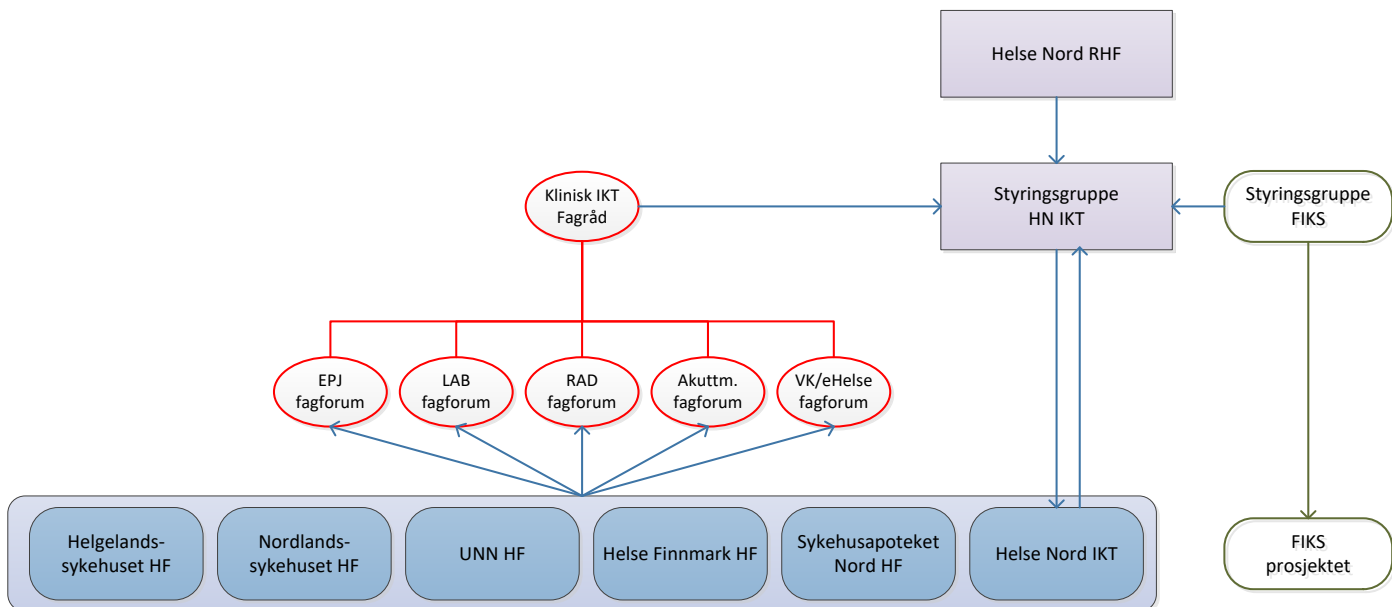 Helse Nord RHF
Klinisk IKT
Fagråd
Styringsgruppe
HN IKT
Styringsgruppe
FIKS
EPJ
fagforum
LAB
fagforum
RAD
fagforum
Akuttm.
fagforum
VK/eHelse
fagforum
Helgelands-
sykehuset HF
Nordlands-
sykehuset HF
UNN HF
Helse Finnmark HF
Sykehusapoteket
Nord HF
Helse Nord IKT
FIKS
prosjektet